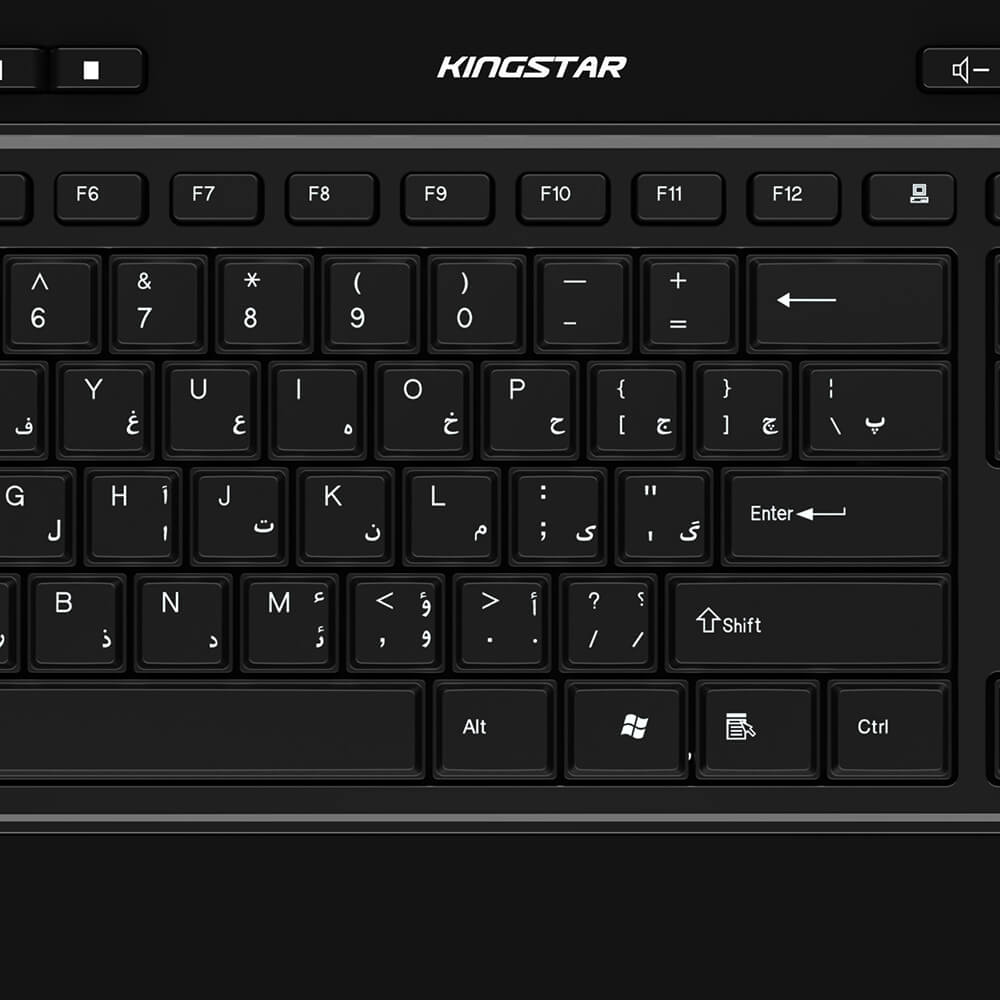 KINGSTAR
F6 F7 F8 F9 F10 F11 F12
^ & * ( ) — +
6 7 8 9 0 - =
Y U I O P { } ¦
ف غ ع ه خ ح [ ج ] چ \ پ
G H آ J K L : "
ل ا ت ن م ; ک ' گ Enter
B N M ء < ؤ > أ ? ؟
ذ د ئ , و . . / / Shift
Alt Ctrl